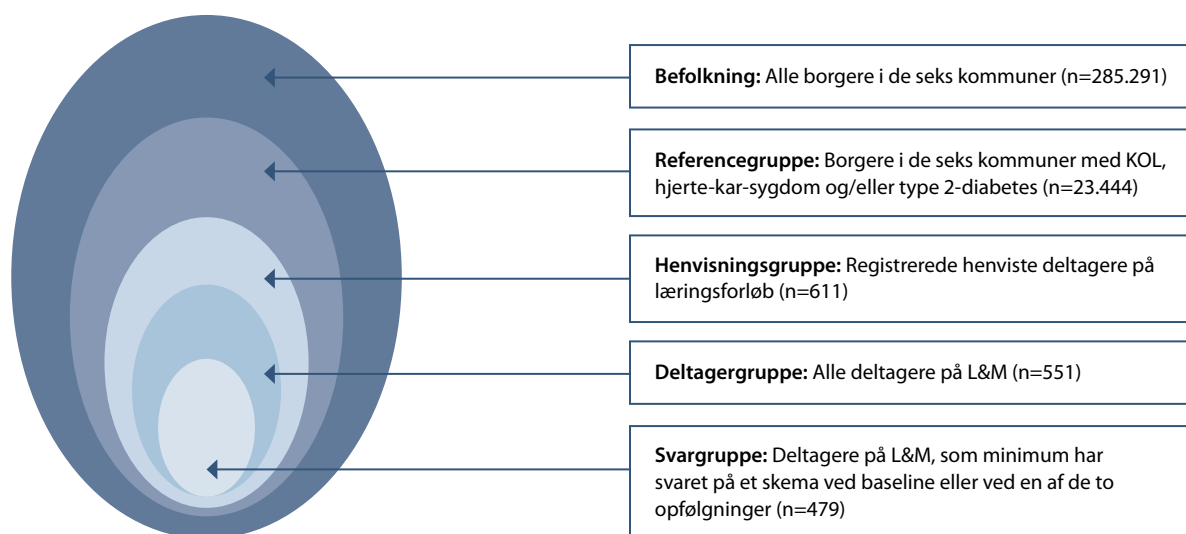 Befolkning: Alle borgere i de seks kommuner (n=285.291)
Referencegruppe: Borgere i de seks kommuner med KOL,
hjerte-kar-sygdom og/eller type 2-diabetes (n=23.444)
Henvisningsgruppe: Registrerede henviste deltagere på
læringsforløb (n=611)
Deltagergruppe: Alle deltagere på L&M (n=551)
Svargruppe: Deltagere på L&M, som minimum har
svaret på et skema ved baseline eller ved en af de to
opfølgninger (n=479)